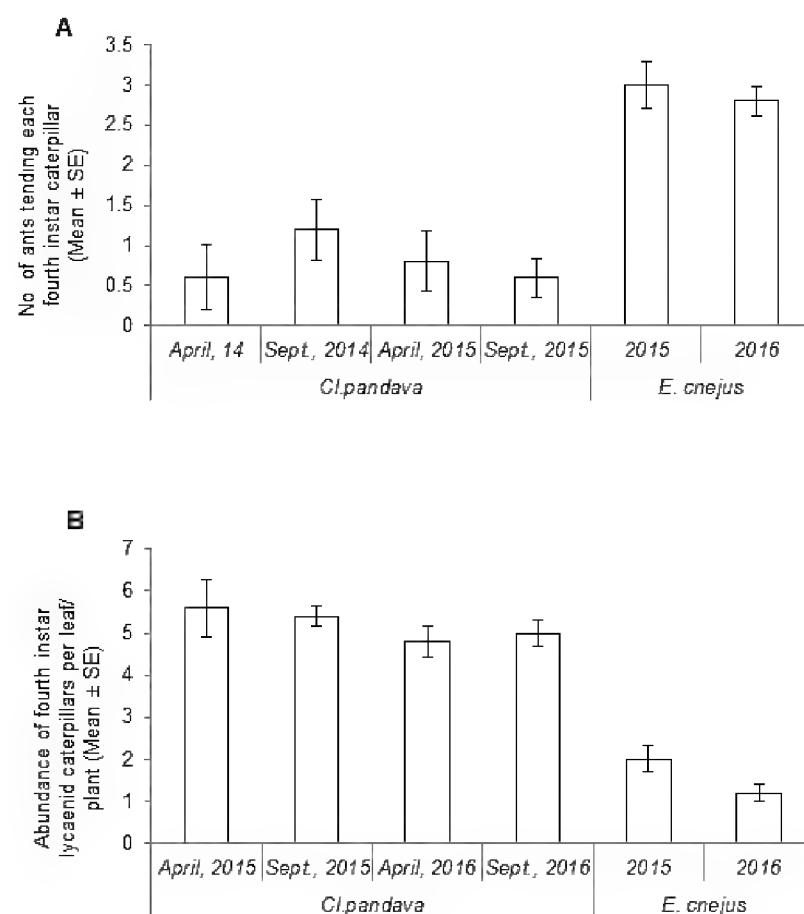 A
3.5
3
2.5
2
1.5
1
0.5
0
No of ants tending each
fourth instar caterpillar
(Mean ± SE)
April, 14 Sept., 2014 April, 2015 Sept., 2015 2015 2016
Cl.pandava E. cnejus
B
7
6
5
4
3
2
1
0
Abundance of fourth instar
lycaenid caterpillars per leaf/
plant (Mean ± SE)
April, 2015 Sept., 2015 April, 2016 Sept., 2016 2015 2016
Cl.pandava E. cnejus